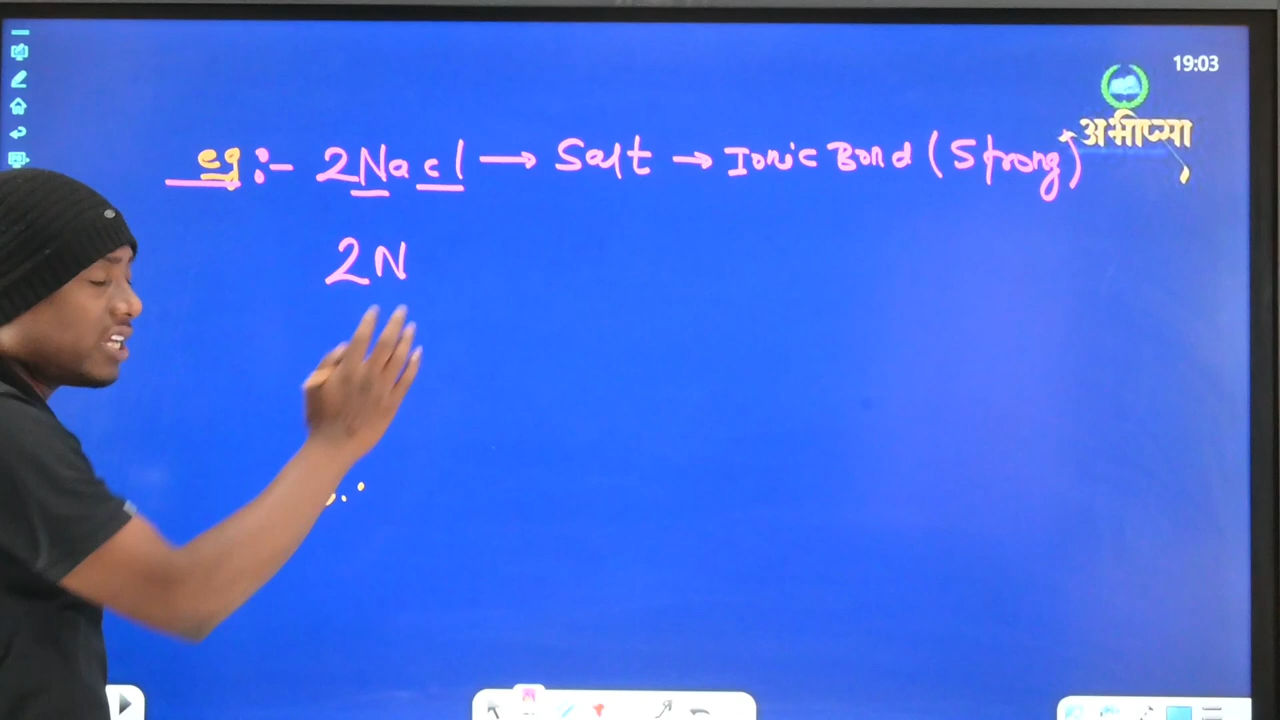 19:03
अभीप्सा
eg :- 2Nacl → Salt → Ionic Bond (Strong)
2N